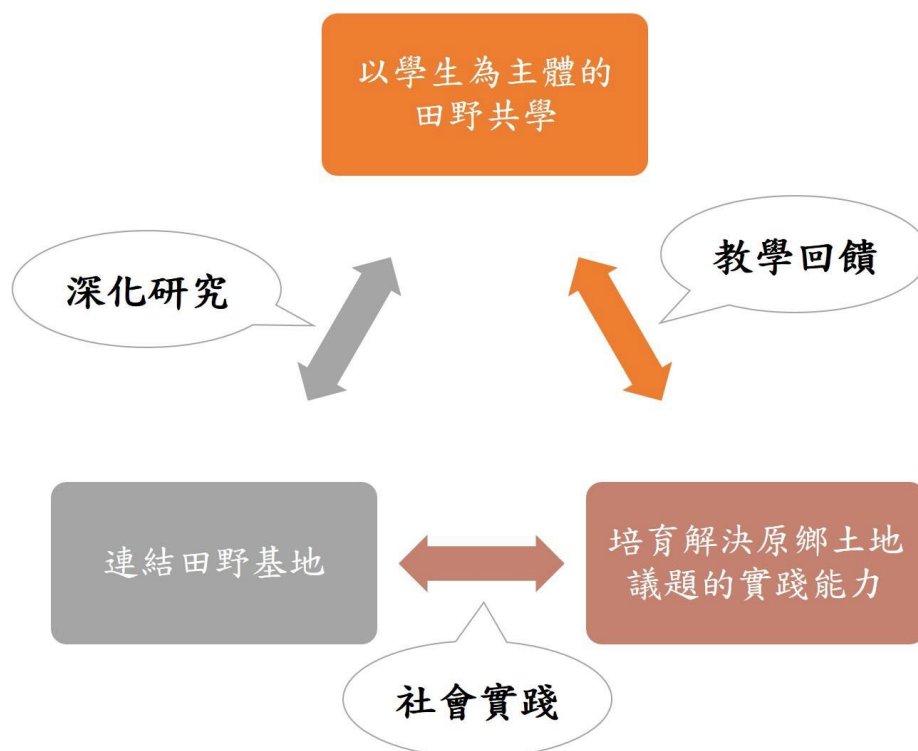 以學生為主體的
田野共學
深化研究
教學回饋
連結田野基地
培育解決原鄉土地
議題的實踐能力
社會實踐